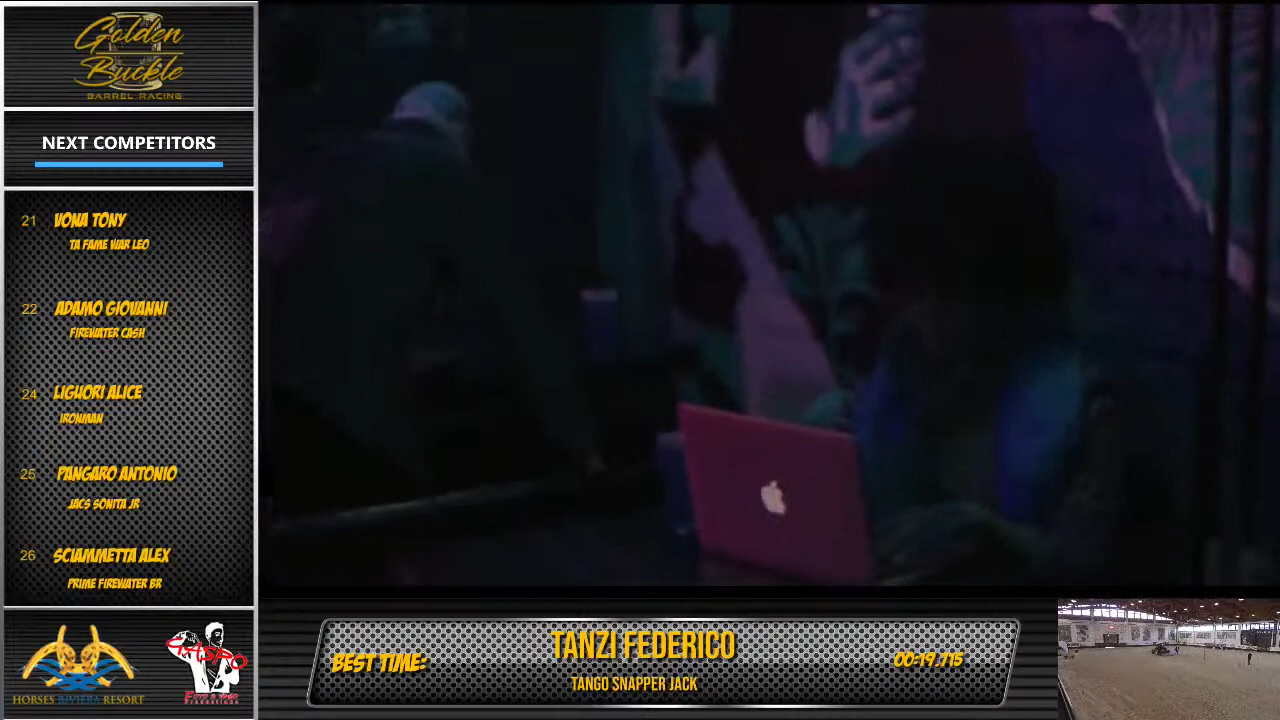 Golden
Buckle
BARREL RACING
NEXT COMPETITORS
21 VONA TONY
TA FAME WAR LEO
22 ADAMO GIOVANNI
FIREWATER CASH
24 LIGUORI ALICE
IRONMAN
25 PANGARO ANTONIO
JACS SONITA JR
26 SCIAMMETTA ALEX
PRIME FIREWATER BR
HORSES RIVIERA RESORT
GASPO
TANZI FEDERICO
BEST TIME: 00:19.715
TANGO SNAPPER JACK